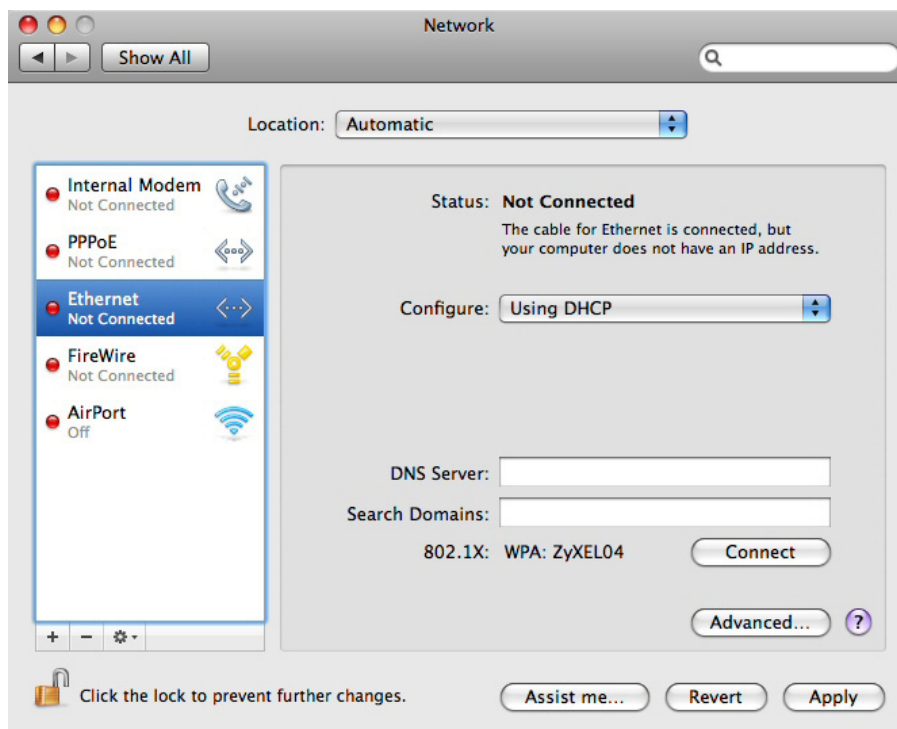 Network
Show All
Location: Automatic
Internal Modem
Not Connected
PPPoE
Not Connected
Ethernet
Not Connected
FireWire
Not Connected
AirPort
Off
Status: Not Connected
The cable for Ethernet is connected, but
your computer does not have an IP address.
Configure: Using DHCP
DNS Server:
Search Domains:
802.1X: WPA: ZyXEL04 Connect
Advanced... ?
Click the lock to prevent further changes.
Assist me... Revert Apply